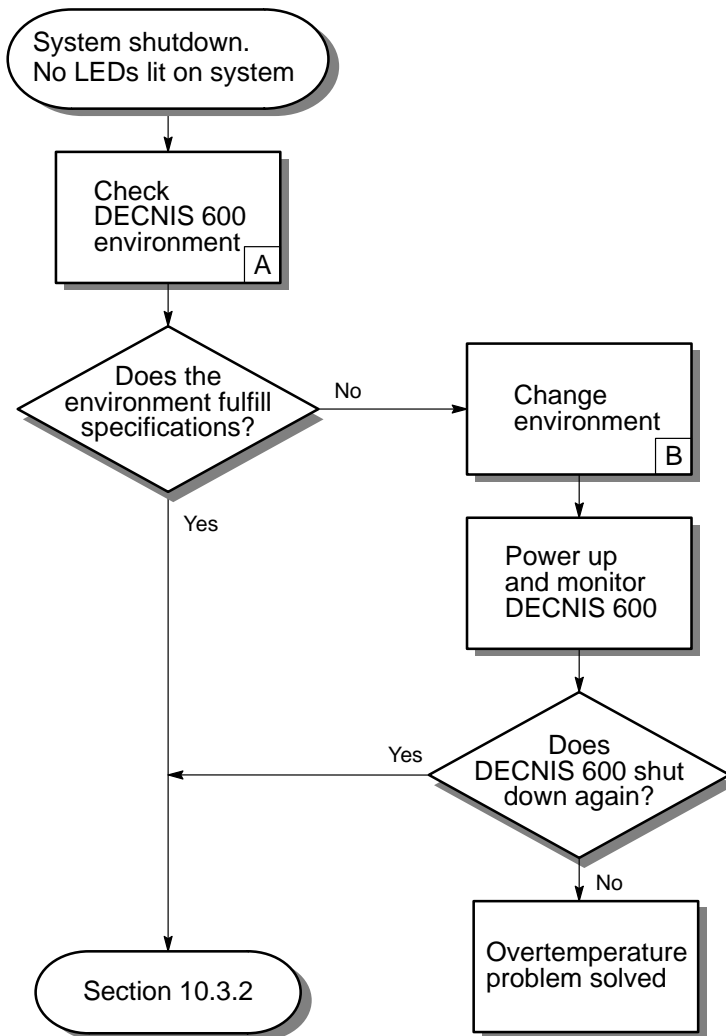 System shutdown.
No LEDs lit on system
Check
DECNIS 600
environment
A
Does the
environment fulfill
specifications?
No
Change
environment
B
Yes
Power up
and monitor
DECNIS 600
Yes
Does
DECNIS 600 shut
down again?
No
Section 10.3.2
Overtemperature
problem solved